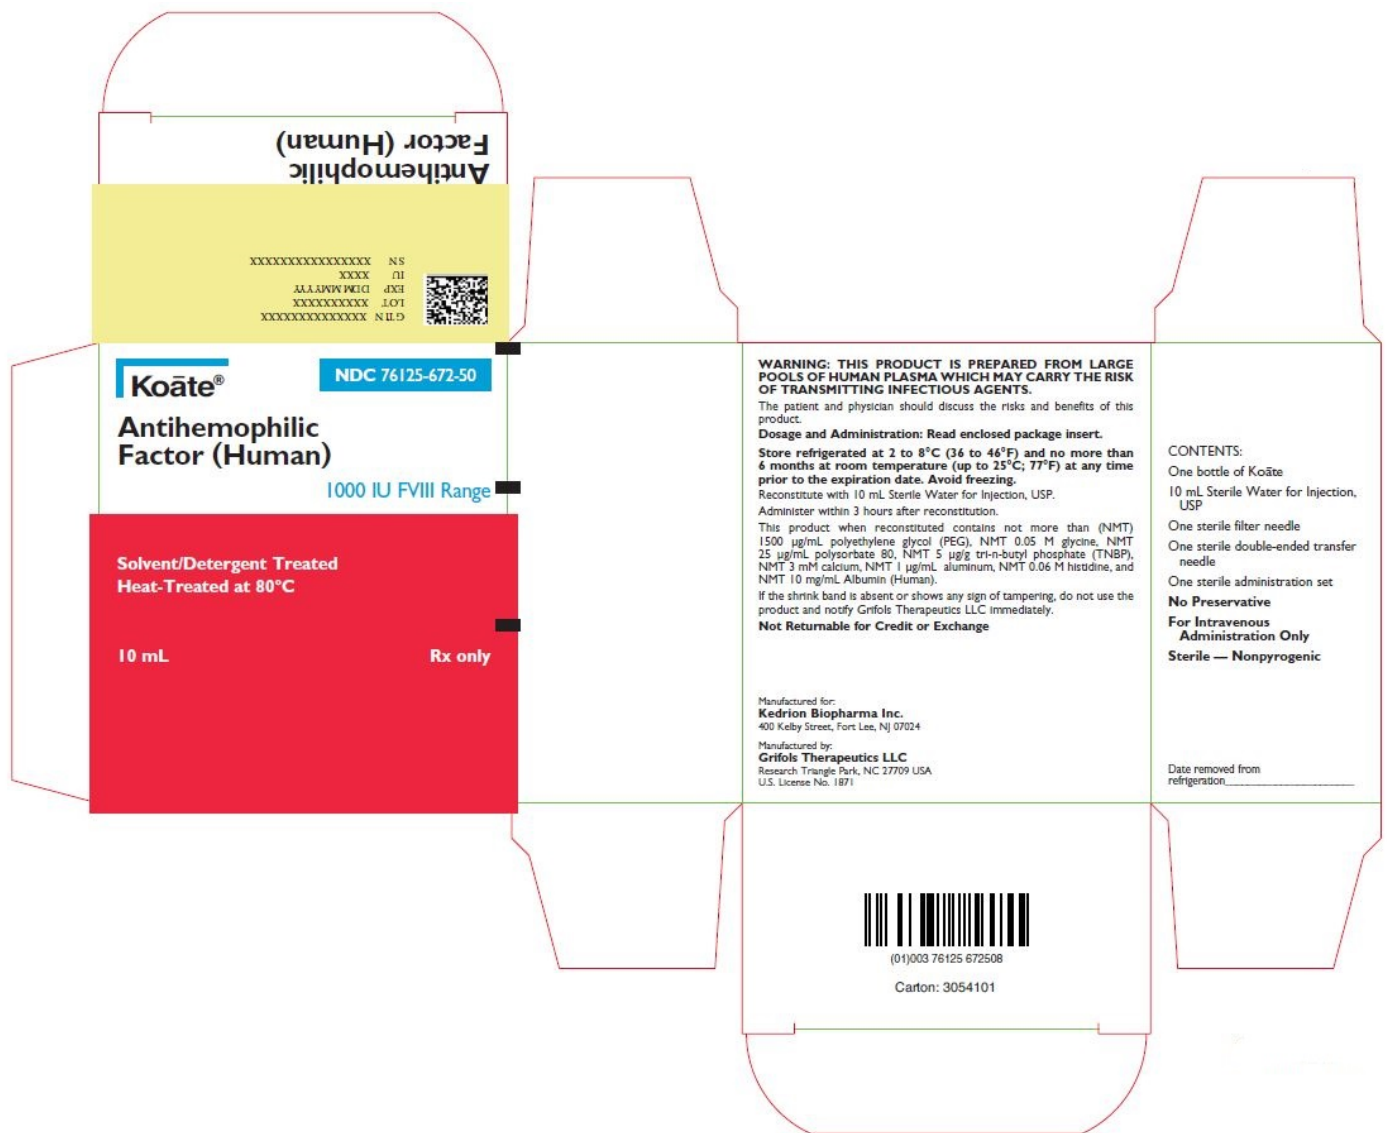 Antihemophilic
Factor (Human)
GTIN XXXXXXXXXXXXXX
LOT XXXXXXXXXX
EXP DDMMMYYYY
IU XXXX
SN XXXXXXXXXXXXXXXX
Koāte®
NDC 76125-672-50
Antihemophilic
Factor (Human)
1000 IU FVIII Range
Solvent/Detergent Treated
Heat-Treated at 80°C
10 mL
Rx only
WARNING: THIS PRODUCT IS PREPARED FROM LARGE
POOLS OF HUMAN PLASMA WHICH MAY CARRY THE RISK
OF TRANSMITTING INFECTIOUS AGENTS.
The patient and physician should discuss the risks and benefits of this
product.
Dosage and Administration: Read enclosed package insert.
Store refrigerated at 2 to 8°C (36 to 46°F) and no more than
6 months at room temperature (up to 25°C; 77°F) at any time
prior to the expiration date. Avoid freezing.
Reconstitute with 10 mL Sterile Water for Injection, USP.
Administer within 3 hours after reconstitution.
This product when reconstituted contains not more than (NMT)
1500 µg/mL polyethylene glycol (PEG), NMT 0.05 M glycine, NMT
25 µg/mL polysorbate 80, NMT 5 µg/g tri-n-butyl phosphate (TNBP),
NMT 3 mM calcium, NMT 1 µg/mL aluminum, NMT 0.06 M histidine, and
NMT 10 mg/mL Albumin (Human).
If the shrink band is absent or shows any sign of tampering, do not use the
product and notify Grifols Therapeutics LLC immediately.
Not Returnable for Credit or Exchange
Manufactured for:
Kedrion Biopharma Inc.
400 Kelby Street, Fort Lee, NJ 07024
Manufactured by:
Grifols Therapeutics LLC
Research Triangle Park, NC 27709 USA
U.S. License No. 1871
CONTENTS:
One bottle of Koāte
10 mL Sterile Water for Injection,
USP
One sterile filter needle
One sterile double-ended transfer
needle
One sterile administration set
No Preservative
For Intravenous
Administration Only
Sterile — Nonpyrogenic
Date removed from
refrigeration________________________
(01)003 76125 672508
Carton: 3054101